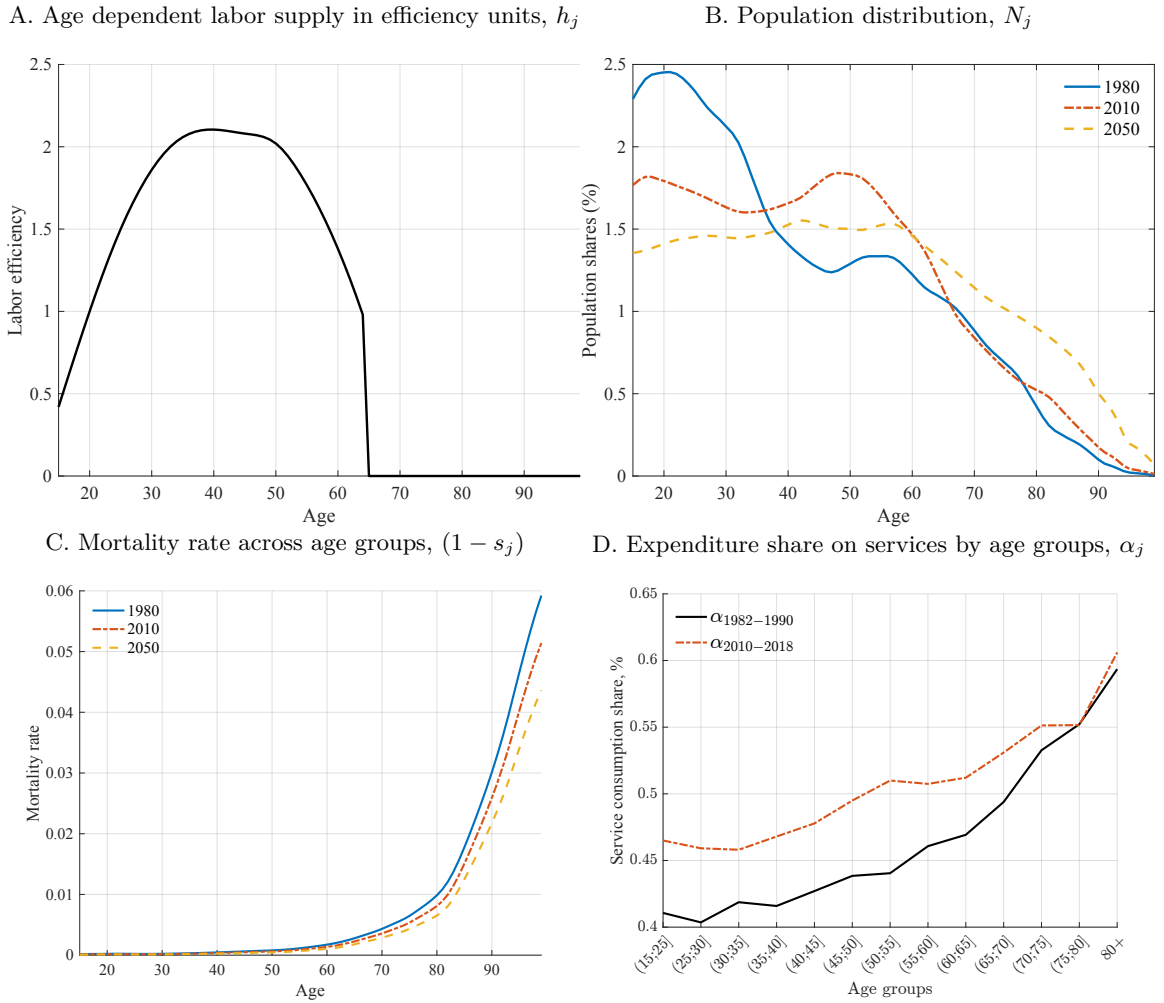 A. Age dependent labor supply in efficiency units, h_j
2.5
2
1.5
1
0.5
0
Labor efficiency
20 30 40 50 60 70 80 90
Age
B. Population distribution, N_j
2.5
2
1.5
1
0.5
0
Population shares (%)
1980
2010
2050
20 30 40 50 60 70 80 90
Age
C. Mortality rate across age groups, (1 − s_j)
0.06
0.05
0.04
0.03
0.02
0.01
0
Mortality rate
1980
2010
2050
20 30 40 50 60 70 80 90
Age
D. Expenditure share on services by age groups, α_j
0.65
0.6
0.55
0.5
0.45
0.4
Service consumption share, %
α_{1982−1990}
α_{2010−2018}
(15:25] (25:30] (30:35] (35:40] (40:45] (45:50] (50:55] (55:60] (60:65] (65:70] (70:75] (75:80] 80+
Age groups